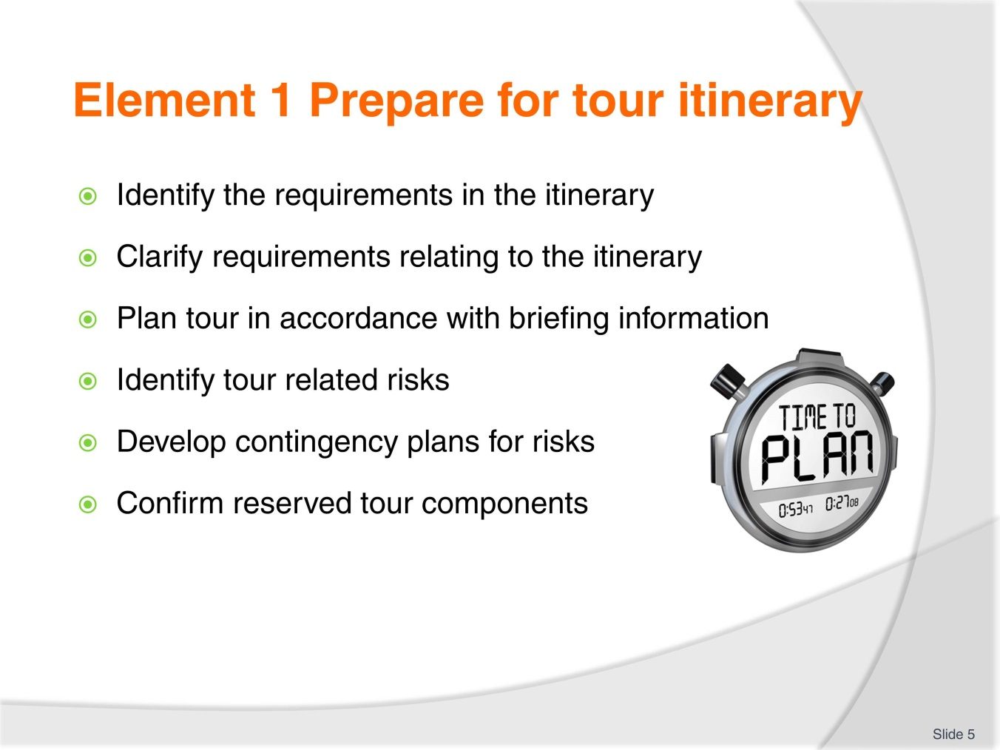 Element 1 Prepare for tour itinerary
Identify the requirements in the itinerary
Clarify requirements relating to the itinerary
Plan tour in accordance with briefing information
Identify tour related risks
Develop contingency plans for risks
Confirm reserved tour components
TIME TO
PLAN
0:5347 0:2708
Slide 5